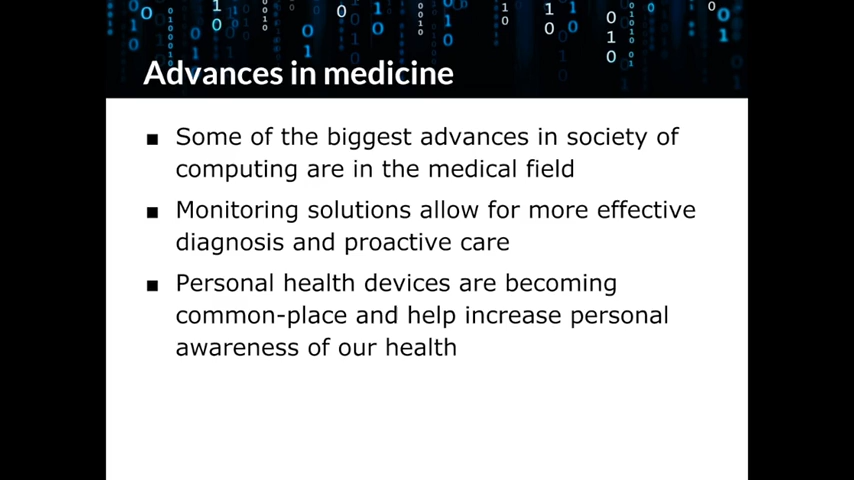 Advances in medicine
■ Some of the biggest advances in society of
computing are in the medical field
■ Monitoring solutions allow for more effective
diagnosis and proactive care
■ Personal health devices are becoming
common-place and help increase personal
awareness of our health